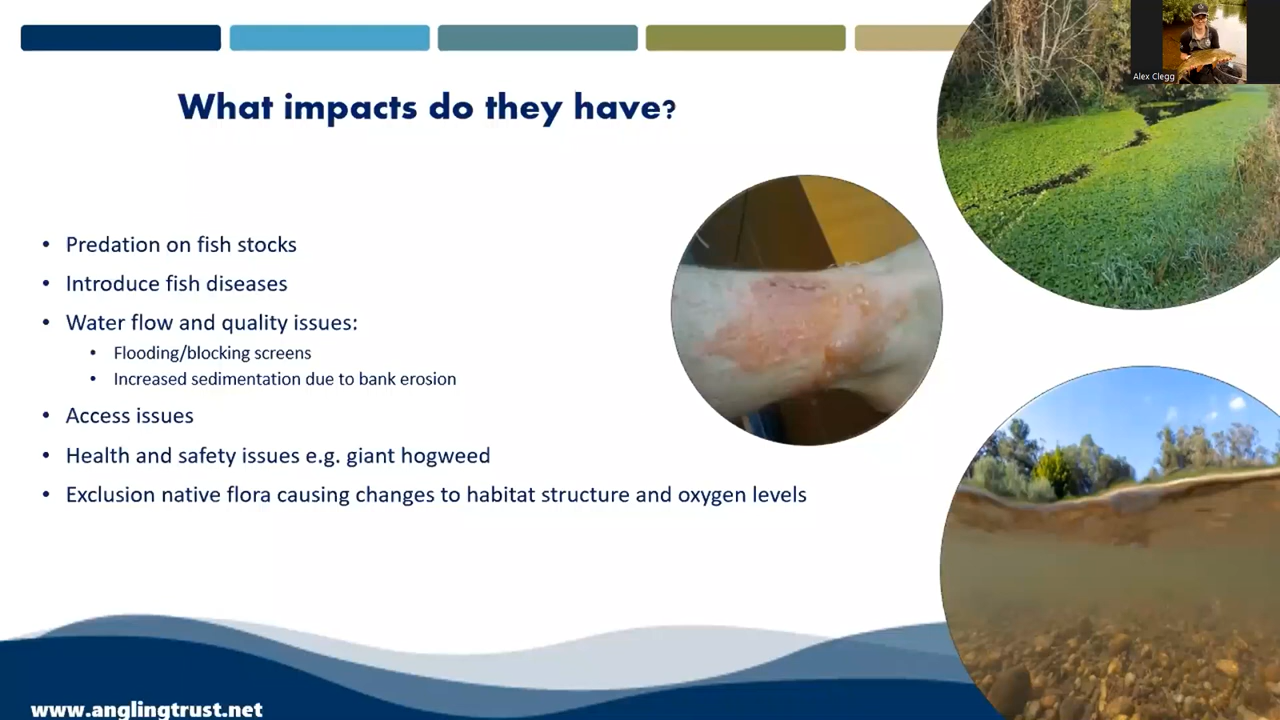 Alex Clegg
What impacts do they have?
• Predation on fish stocks
• Introduce fish diseases
• Water flow and quality issues:
• Flooding/blocking screens
• Increased sedimentation due to bank erosion
• Access issues
• Health and safety issues e.g. giant hogweed
• Exclusion native flora causing changes to habitat structure and oxygen levels
www.anglingtrust.net